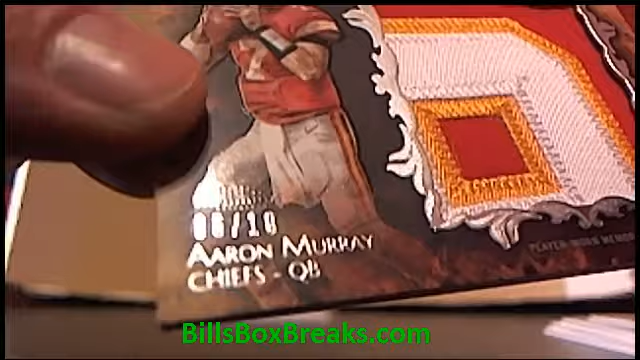 06/10
AARON MURRAY
CHIEFS - QB
PLAYER-WORN MEMOR
BillsBoxBreaks.com